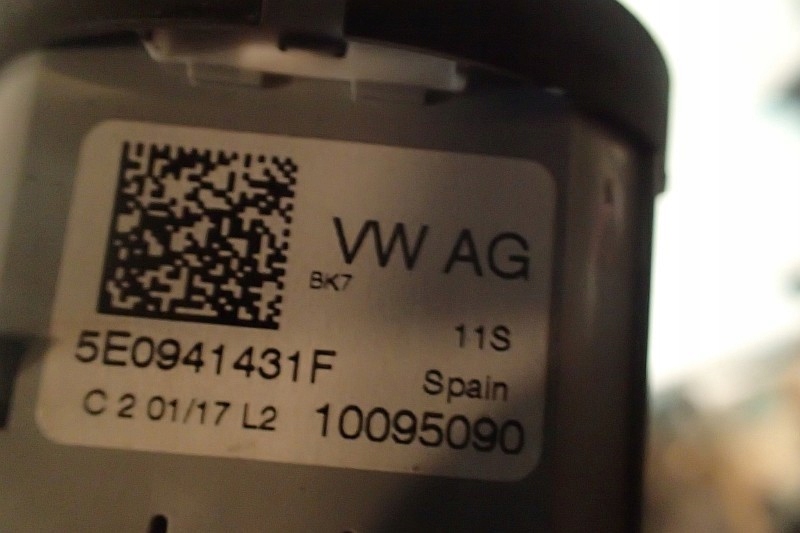 VW AG
BK7
11S
5E0941431F
Spain
C 2 01/17 L2 10095090